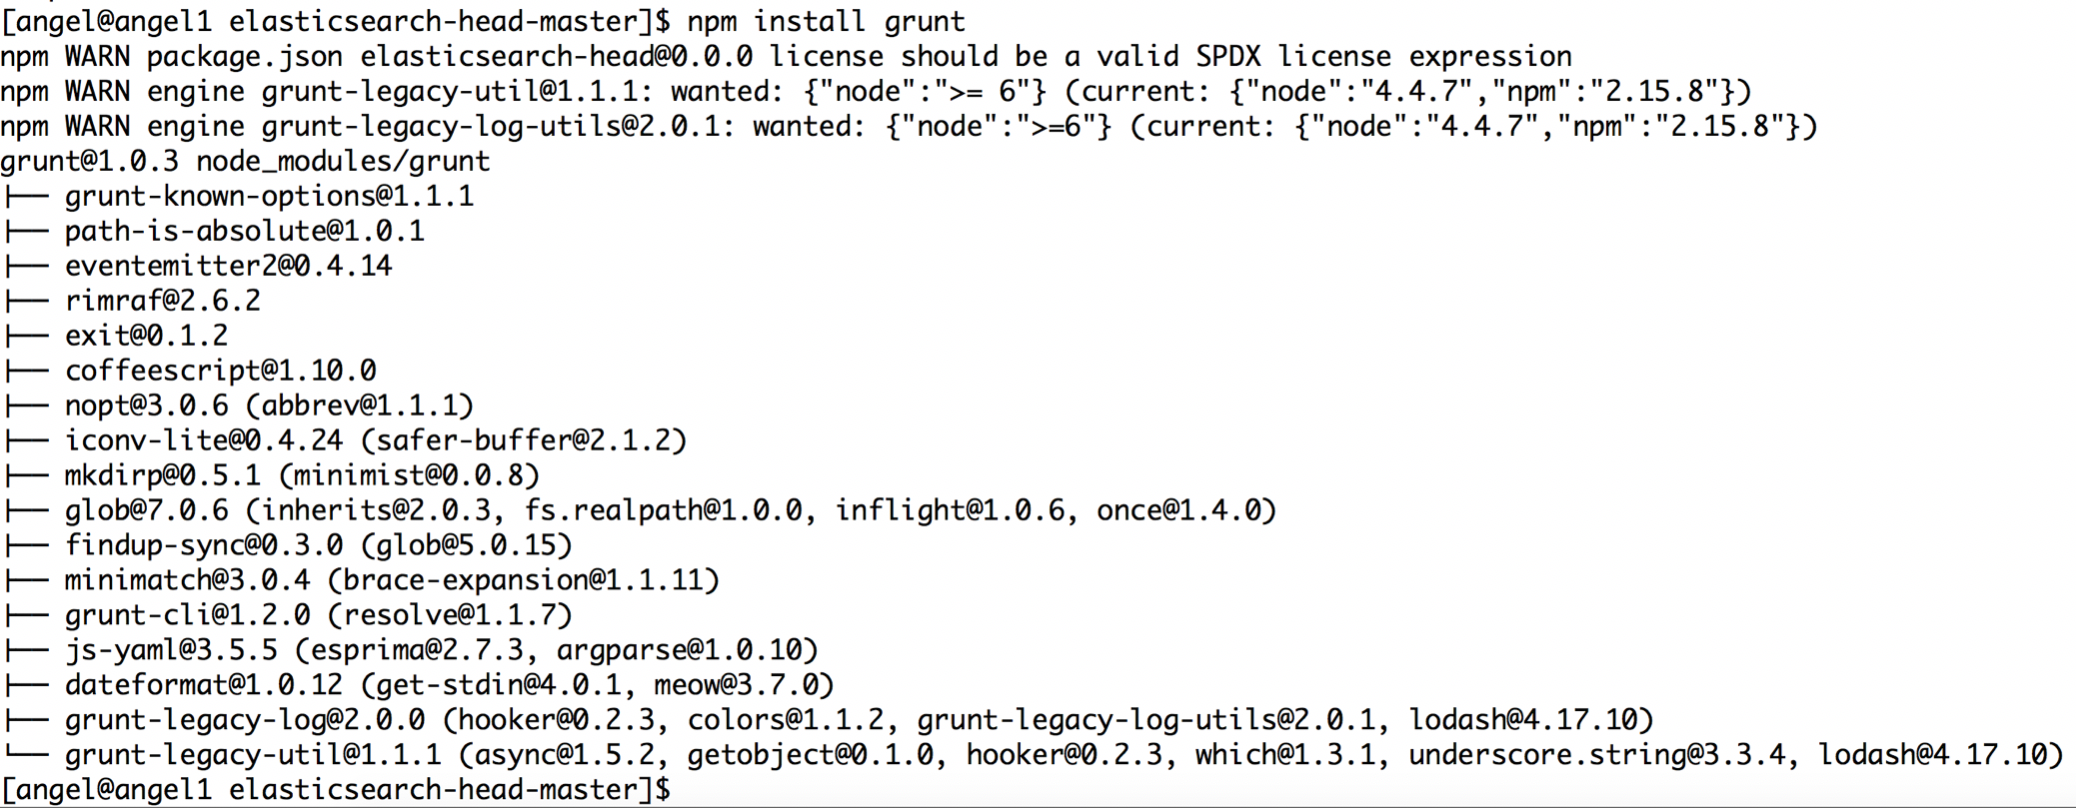 [angel@angel1 elasticsearch-head-master]$ npm install grunt
npm WARN package.json elasticsearch-head@0.0.0 license should be a valid SPDX license expression
npm WARN engine grunt-legacy-util@1.1.1: wanted: {"node":">= 6"} (current: {"node":"4.4.7","npm":"2.15.8"})
npm WARN engine grunt-legacy-log-utils@2.0.1: wanted: {"node":">=6"} (current: {"node":"4.4.7","npm":"2.15.8"})
grunt@1.0.3 node_modules/grunt
├── grunt-known-options@1.1.1
├── path-is-absolute@1.0.1
├── eventemitter2@0.4.14
├── rimraf@2.6.2
├── exit@0.1.2
├── coffeescript@1.10.0
├── nopt@3.0.6 (abbrev@1.1.1)
├── iconv-lite@0.4.24 (safer-buffer@2.1.2)
├── mkdirp@0.5.1 (minimist@0.0.8)
├── glob@7.0.6 (inherits@2.0.3, fs.realpath@1.0.0, inflight@1.0.6, once@1.4.0)
├── findup-sync@0.3.0 (glob@5.0.15)
├── minimatch@3.0.4 (brace-expansion@1.1.11)
├── grunt-cli@1.2.0 (resolve@1.1.7)
├── js-yaml@3.5.5 (esprima@2.7.3, argparse@1.0.10)
├── dateformat@1.0.12 (get-stdin@4.0.1, meow@3.7.0)
├── grunt-legacy-log@2.0.0 (hooker@0.2.3, colors@1.1.2, grunt-legacy-log-utils@2.0.1, lodash@4.17.10)
└── grunt-legacy-util@1.1.1 (async@1.5.2, getobject@0.1.0, hooker@0.2.3, which@1.3.1, underscore.string@3.3.4, lodash@4.17.10)
[angel@angel1 elasticsearch-head-master]$